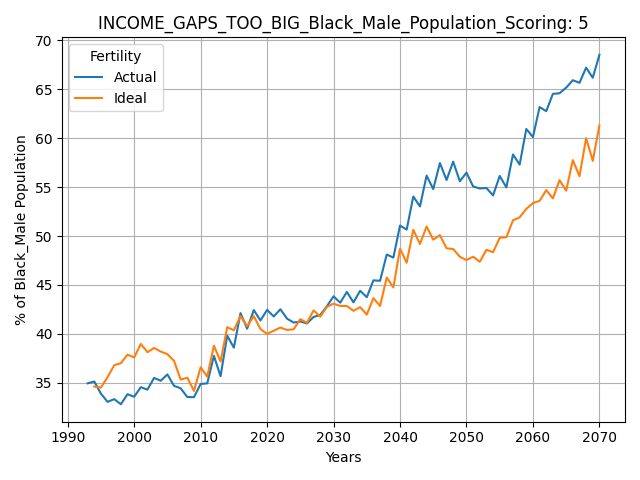 INCOME_GAPS_TOO_BIG_Black_Male_Population_Scoring: 5
Fertility
Actual
Ideal
% of Black_Male Population
70
65
60
55
50
45
40
35
1990 2000 2010 2020 2030 2040 2050 2060 2070
Years